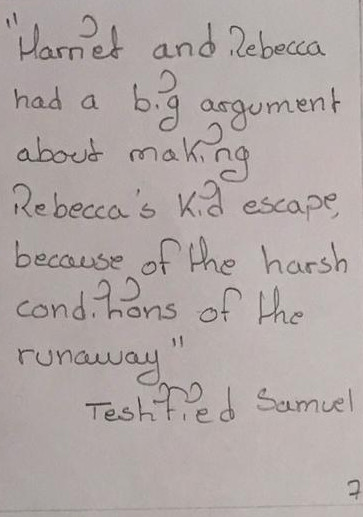 "Harriet and Rebecca
had a big argument
about making
Rebecca's kid escape,
because of the harsh
conditions of the
runaway"
Testified Samuel
7